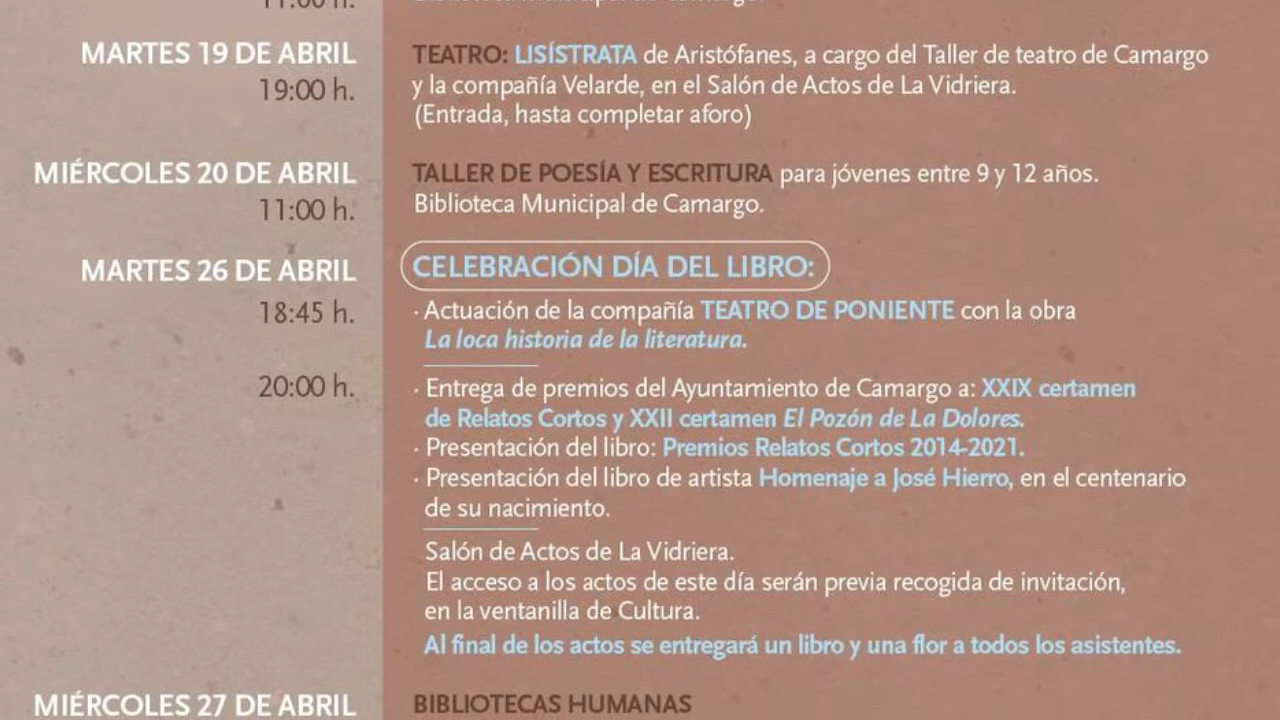 11:00 h.
MARTES 19 DE ABRIL
19:00 h.
TEATRO: LISÍSTRATA de Aristófanes, a cargo del Taller de teatro de Camargo
y la compañía Velarde, en el Salón de Actos de La Vidriera.
(Entrada, hasta completar aforo)
MIÉRCOLES 20 DE ABRIL
11:00 h.
TALLER DE POESÍA Y ESCRITURA para jóvenes entre 9 y 12 años.
Biblioteca Municipal de Camargo.
MARTES 26 DE ABRIL
CELEBRACIÓN DÍA DEL LIBRO:
18:45 h.
· Actuación de la compañía TEATRO DE PONIENTE con la obra
La loca historia de la literatura.
20:00 h.
· Entrega de premios del Ayuntamiento de Camargo a: XXIX certamen
de Relatos Cortos y XXII certamen El Pozón de La Dolores.
· Presentación del libro: Premios Relatos Cortos 2014-2021.
· Presentación del libro de artista Homenaje a José Hierro, en el centenario
de su nacimiento.
Salón de Actos de La Vidriera.
El acceso a los actos de este día serán previa recogida de invitación,
en la ventanilla de Cultura.
Al final de los actos se entregará un libro y una flor a todos los asistentes.
MIÉRCOLES 27 DE ABRIL
BIBLIOTECAS HUMANAS